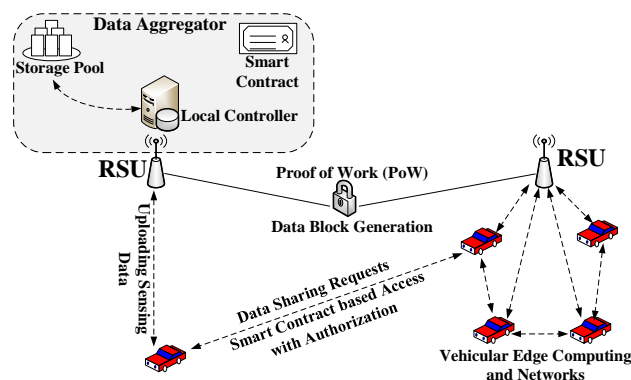 Data Aggregator
Storage Pool
Smart
Contract
Local Controller
RSU
RSU
Proof of Work (PoW)
Data Block Generation
Uploading Sensing
Data
Data Sharing Requests
Smart Contract based Access
with Authorization
Vehicular Edge Computing
and Networks